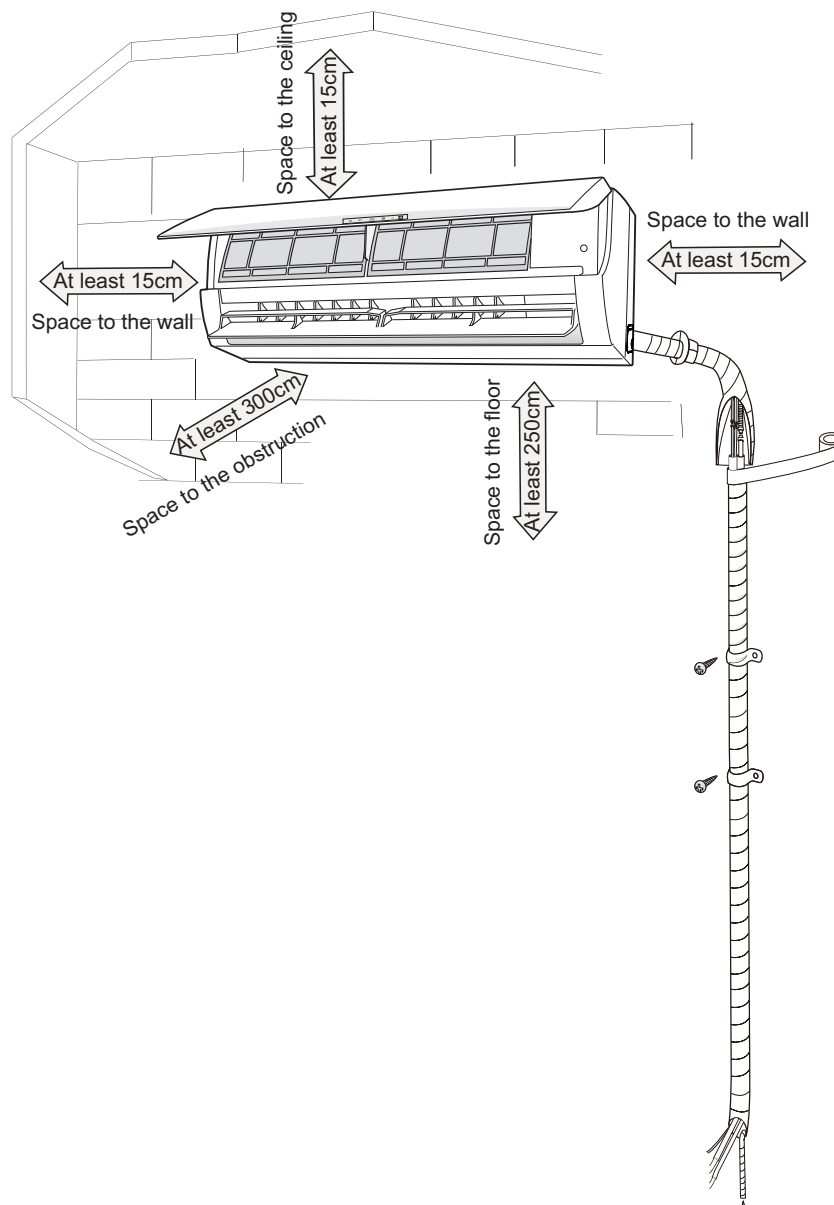 Space to the ceiling
At least 15cm
Space to the wall
At least 15cm
At least 15cm
Space to the wall
At least 300cm
Space to the obstruction
Space to the floor
At least 250cm